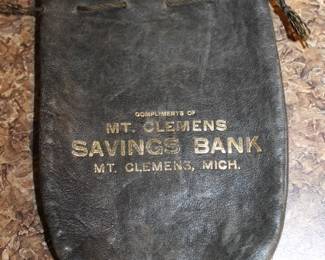 COMPLIMENTS OF
MT. CLEMENS
SAVINGS BANK
MT. CLEMENS, MICH.